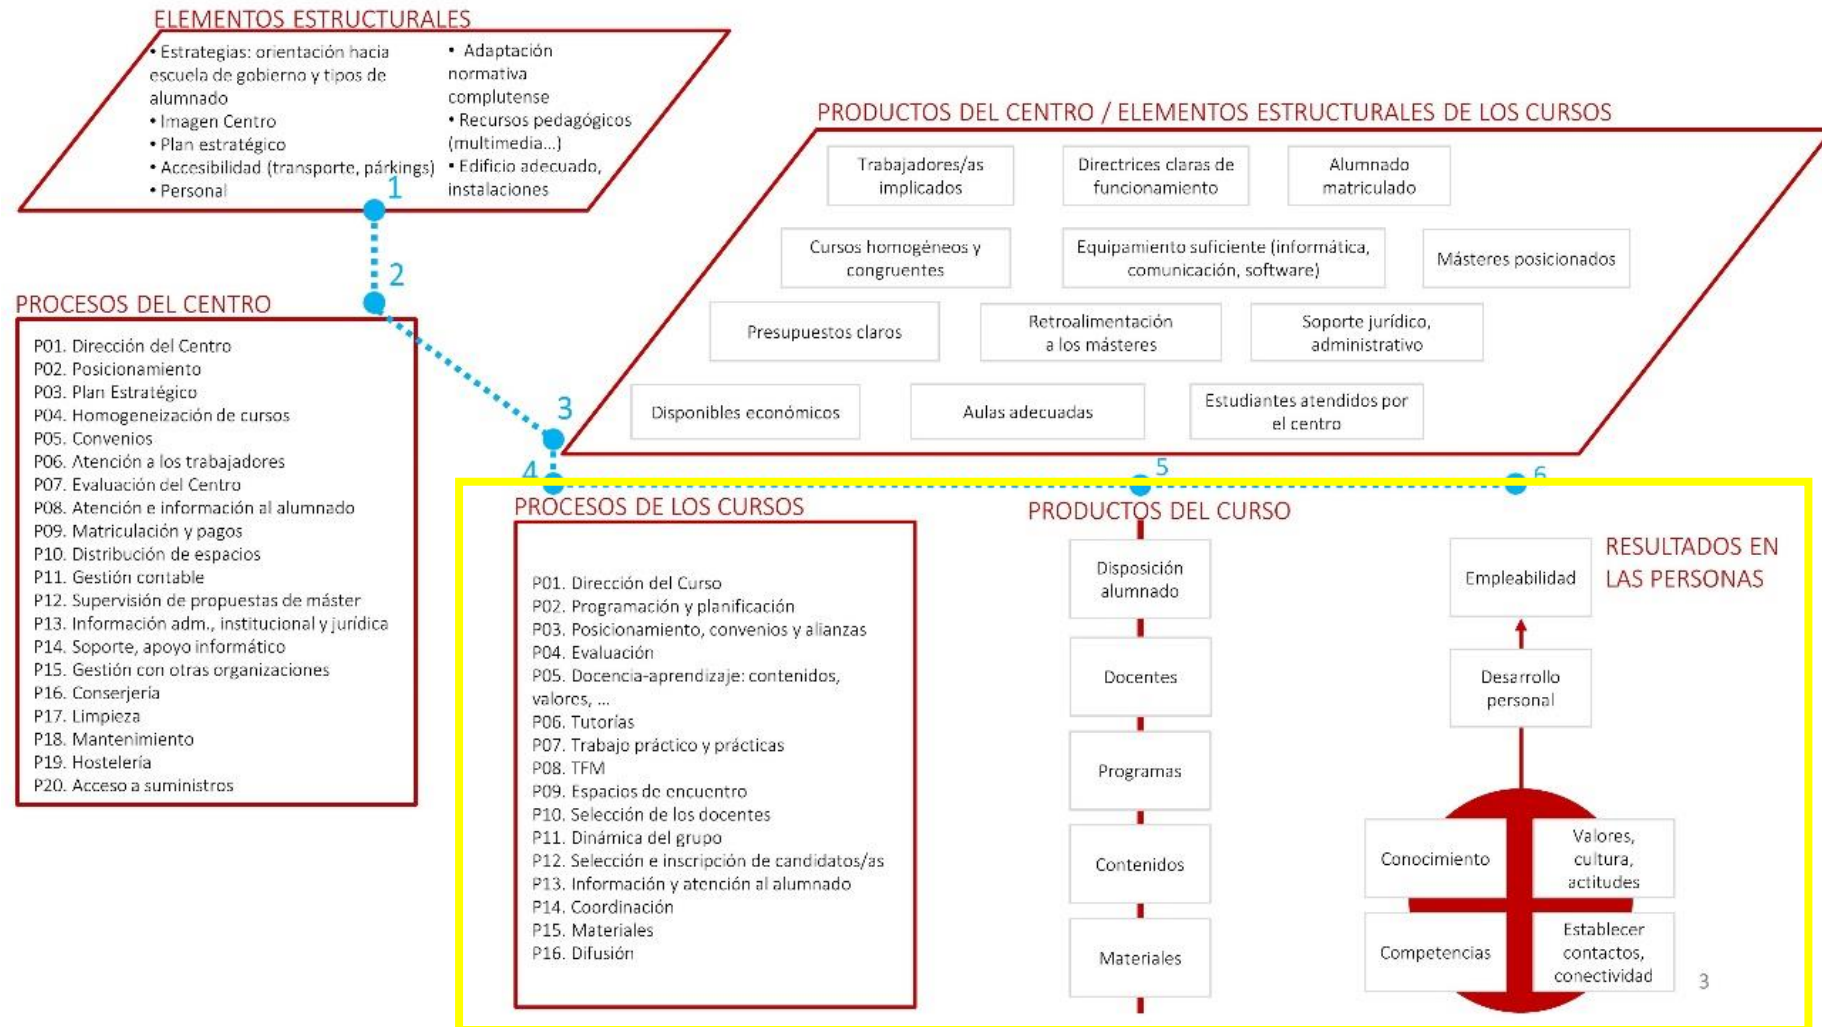 ELEMENTOS ESTRUCTURALES
• Estrategias: orientación hacia
escuela de gobierno y tipos de
alumnado
• Imagen Centro
• Plan estratégico
• Accesibilidad (transporte, párkings)
• Personal
• Adaptación
normativa
complutense
• Recursos pedagógicos
(multimedia...)
• Edificio adecuado,
instalaciones
1
2
PROCESOS DEL CENTRO
P01. Dirección del Centro
P02. Posicionamiento
P03. Plan Estratégico
P04. Homogeneización de cursos
P05. Convenios
P06. Atención a los trabajadores
P07. Evaluación del Centro
P08. Atención e información al alumnado
P09. Matriculación y pagos
P10. Distribución de espacios
P11. Gestión contable
P12. Supervisión de propuestas de máster
P13. Información adm., institucional y jurídica
P14. Soporte, apoyo informático
P15. Gestión con otras organizaciones
P16. Conserjería
P17. Limpieza
P18. Mantenimiento
P19. Hostelería
P20. Acceso a suministros
PRODUCTOS DEL CENTRO / ELEMENTOS ESTRUCTURALES DE LOS CURSOS
Trabajadores/as
implicados
Directrices claras de
funcionamiento
Alumnado
matriculado
Cursos homogéneos y
congruentes
Equipamiento suficiente (informática,
comunicación, software)
Másteres posicionados
Presupuestos claros
Retroalimentación
a los másteres
Soporte jurídico,
administrativo
Disponibles económicos
Aulas adecuadas
Estudiantes atendidos por
el centro
3
4
5
6
PROCESOS DE LOS CURSOS
P01. Dirección del Curso
P02. Programación y planificación
P03. Posicionamiento, convenios y alianzas
P04. Evaluación
P05. Docencia-aprendizaje: contenidos,
valores, ...
P06. Tutorías
P07. Trabajo práctico y prácticas
P08. TFM
P09. Espacios de encuentro
P10. Selección de los docentes
P11. Dinámica del grupo
P12. Selección e inscripción de candidatos/as
P13. Información y atención al alumnado
P14. Coordinación
P15. Materiales
P16. Difusión
PRODUCTOS DEL CURSO
Disposición
alumnado
Docentes
Programas
Contenidos
Materiales
RESULTADOS EN
LAS PERSONAS
Empleabilidad
Desarrollo
personal
Conocimiento
Valores,
cultura,
actitudes
Competencias
Establecer
contactos,
conectividad
3